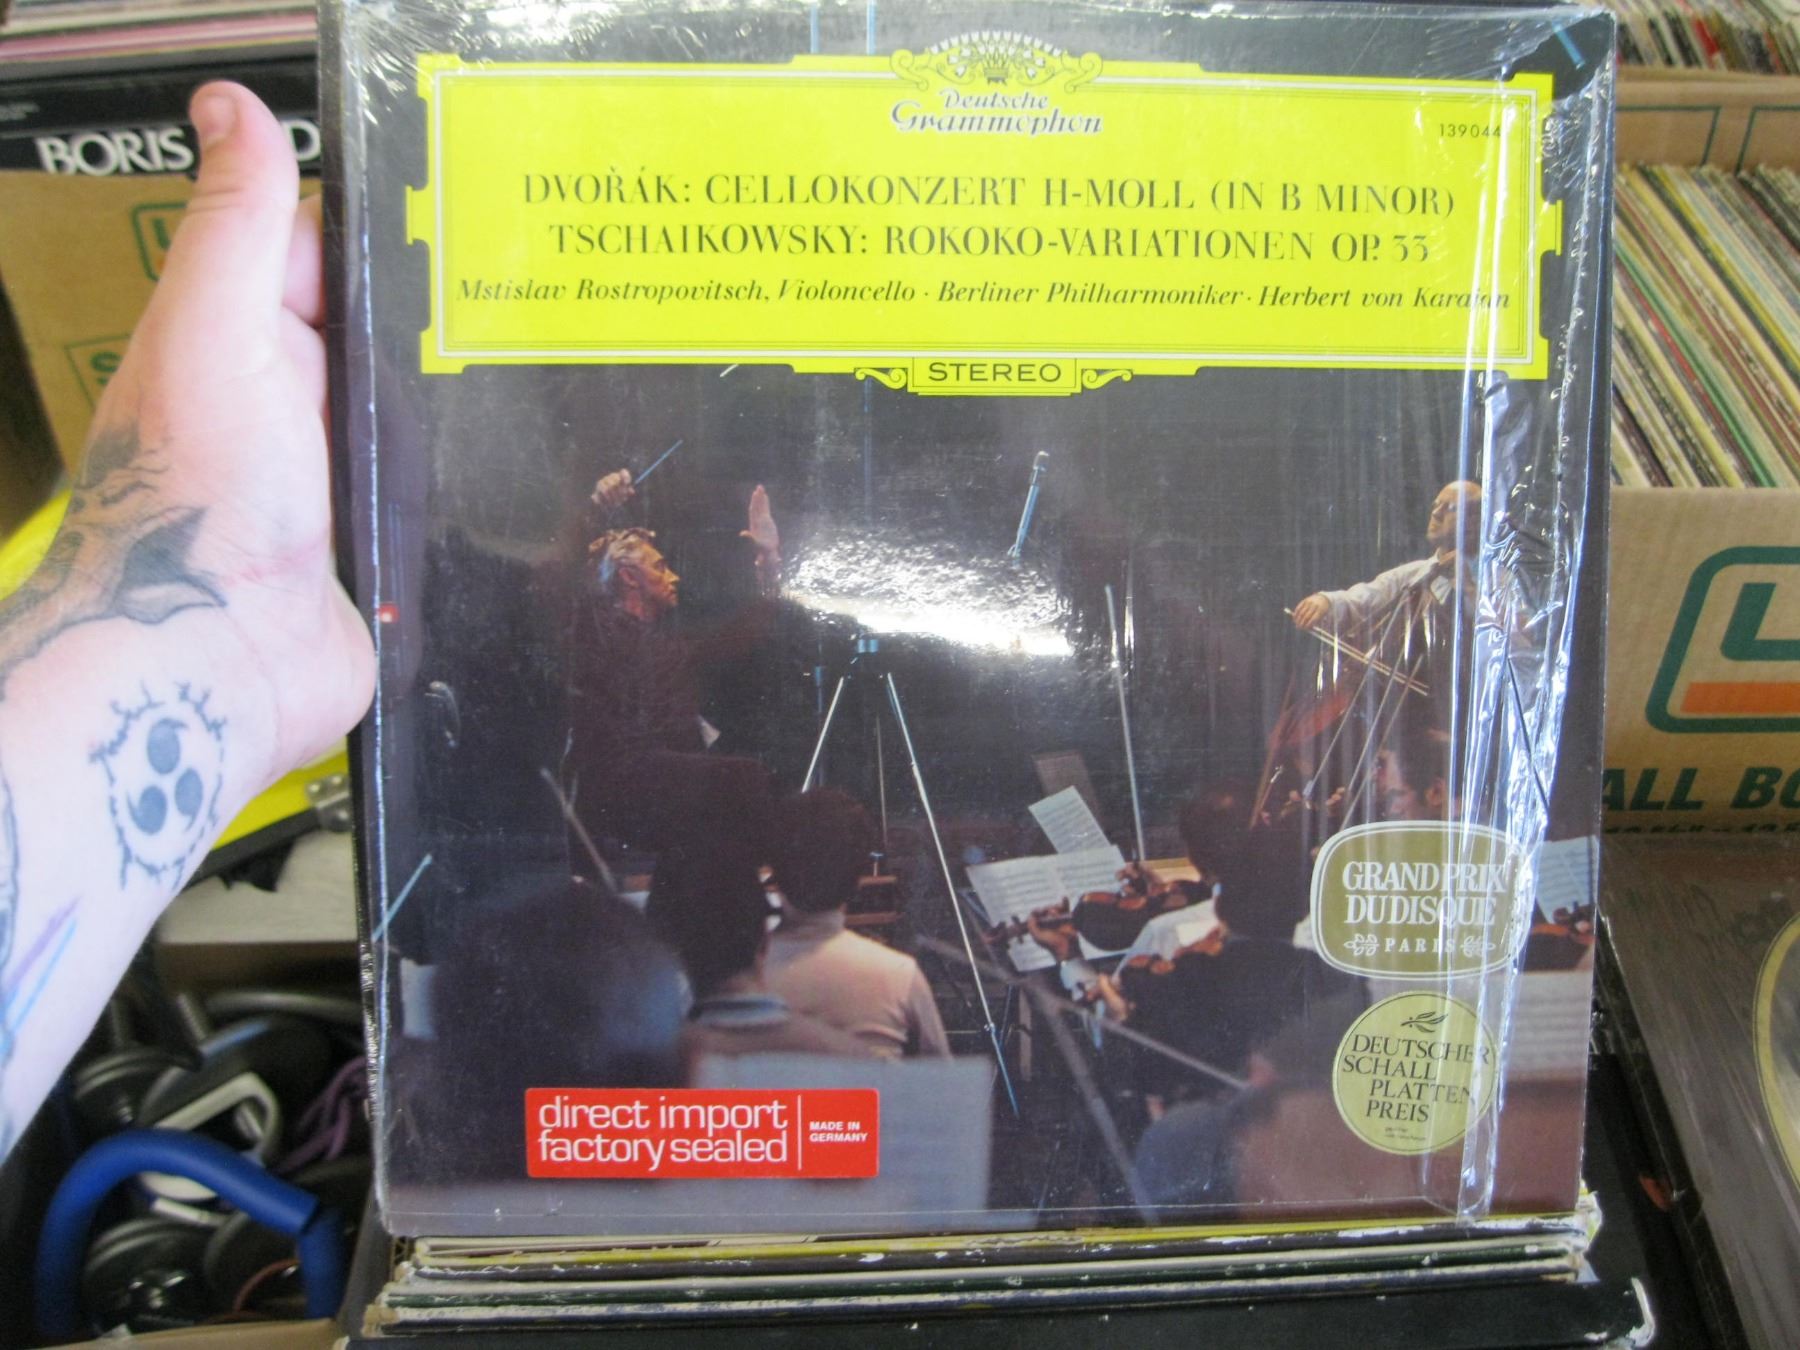 Deutsche
Grammophon
139044
DVOŘÁK: CELLOKONZERT H-MOLL (IN B MINOR)
TSCHAIKOWSKY: ROKOKO-VARIATIONEN OP. 33
Mstislav Rostropovitsch, Violoncello · Berliner Philharmoniker · Herbert von Karajan
STEREO
GRAND PRIX
DU DISQUE
PARIS
DEUTSCHER
SCHALL
PLATTEN
PREIS
direct import
factory sealed
MADE IN
GERMANY
BORIS
ALL